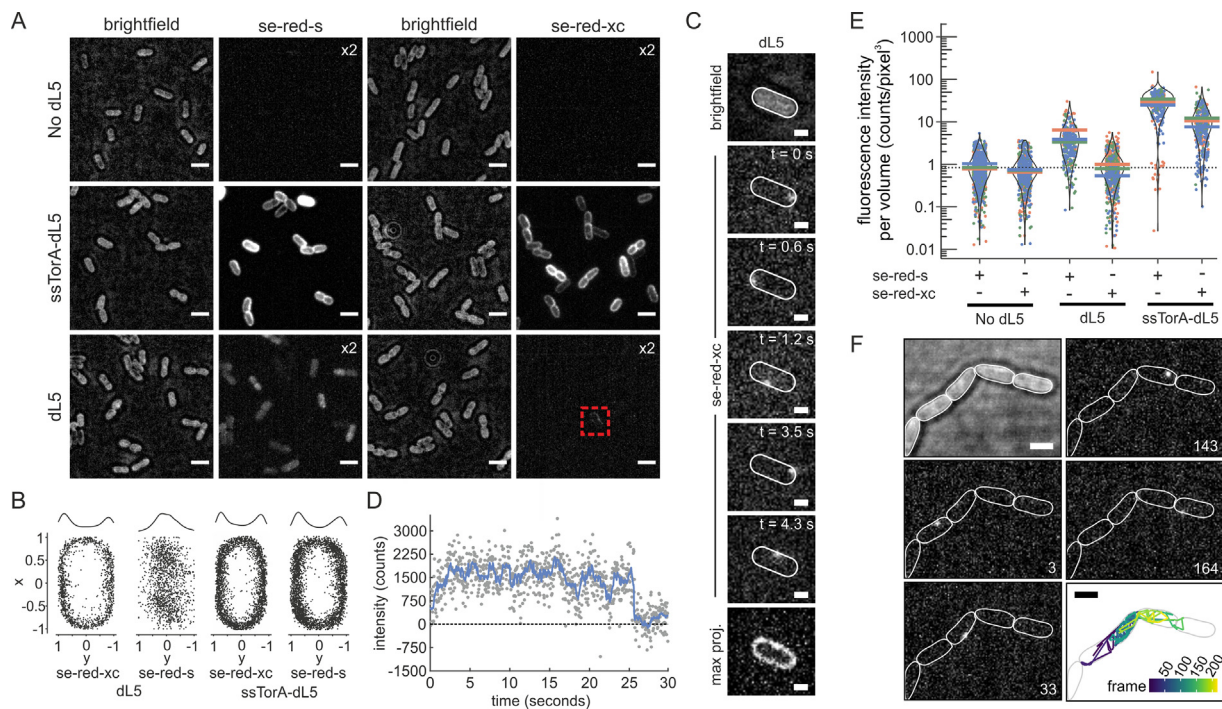 A
brightfield
se-red-s
brightfield
se-red-xc
No dL5
x2
x2
ssTorA-dL5
dL5
x2
x2
B
x
1
0.5
0
-0.5
-1
1 0 -1
1 0 -1
1 0 -1
1 0 -1
y
y
y
y
se-red-xc
se-red-s
se-red-xc
se-red-s
dL5
ssTorA-dL5
C
dL5
brightfield
se-red-xc
t = 0 s
t = 0.6 s
t = 1.2 s
t = 3.5 s
t = 4.3 s
max proj.
D
intensity (counts)
3000
2250
1500
750
0
-750
-1500
0 5 10 15 20 25 30
time (seconds)
E
fluorescence intensity
per volume (counts/pixel³)
1000
100
10
1
0.1
0.01
se-red-s + - + - + -
se-red-xc - + - + - +
No dL5
dL5
ssTorA-dL5
F
143
3
164
33
frame
50 100 150 200